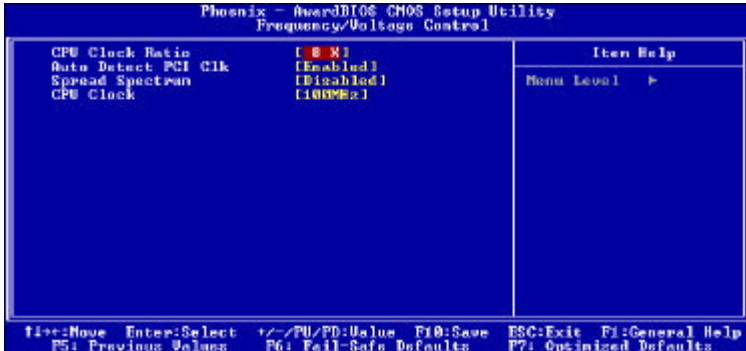 Phoenix - AwardBIOS CMOS Setup Utility
Frequency/Voltage Control
CPU Clock Ratio [ 8 X]
Auto Detect PCI Clk [Enabled]
Spread Spectrum [Disabled]
CPU Clock [100MHz]
Item Help
Menu Level ►
↑↓→←:Move Enter:Select +/-/PU/PD:Value F10:Save ESC:Exit F1:General Help
F5: Previous Values F6: Fail-Safe Defaults F7: Optimized Defaults